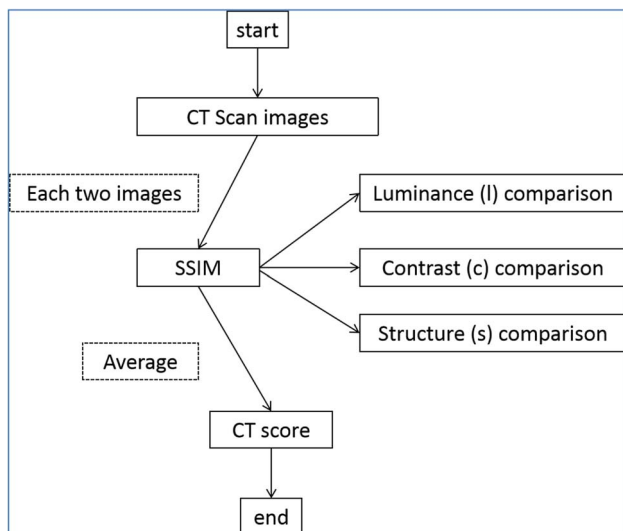 start
CT Scan images
Each two images
Luminance (l) comparison
SSIM
Contrast (c) comparison
Structure (s) comparison
Average
CT score
end